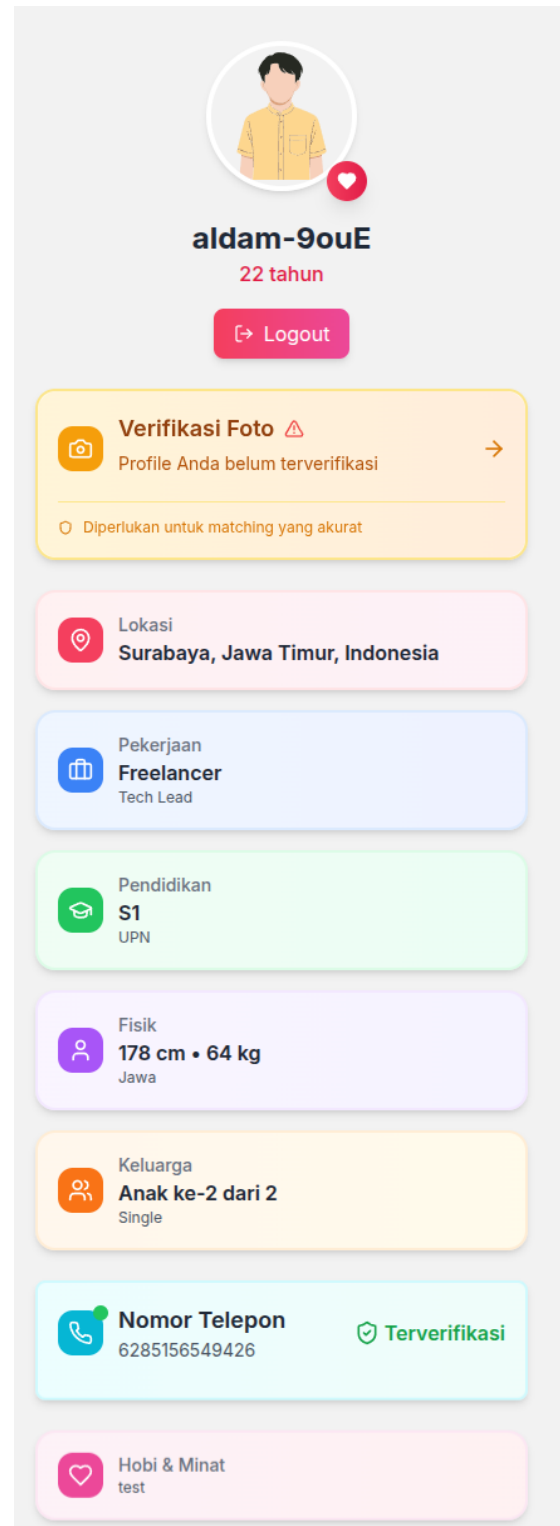 aldam-9ouE
22 tahun
Logout
Verifikasi Foto
Profile Anda belum terverifikasi
Diperlukan untuk matching yang akurat
Lokasi
Surabaya, Jawa Timur, Indonesia
Pekerjaan
Freelancer
Tech Lead
Pendidikan
S1
UPN
Fisik
178 cm • 64 kg
Jawa
Keluarga
Anak ke-2 dari 2
Single
Nomor Telepon
6285156549426
Terverifikasi
Hobi & Minat
test